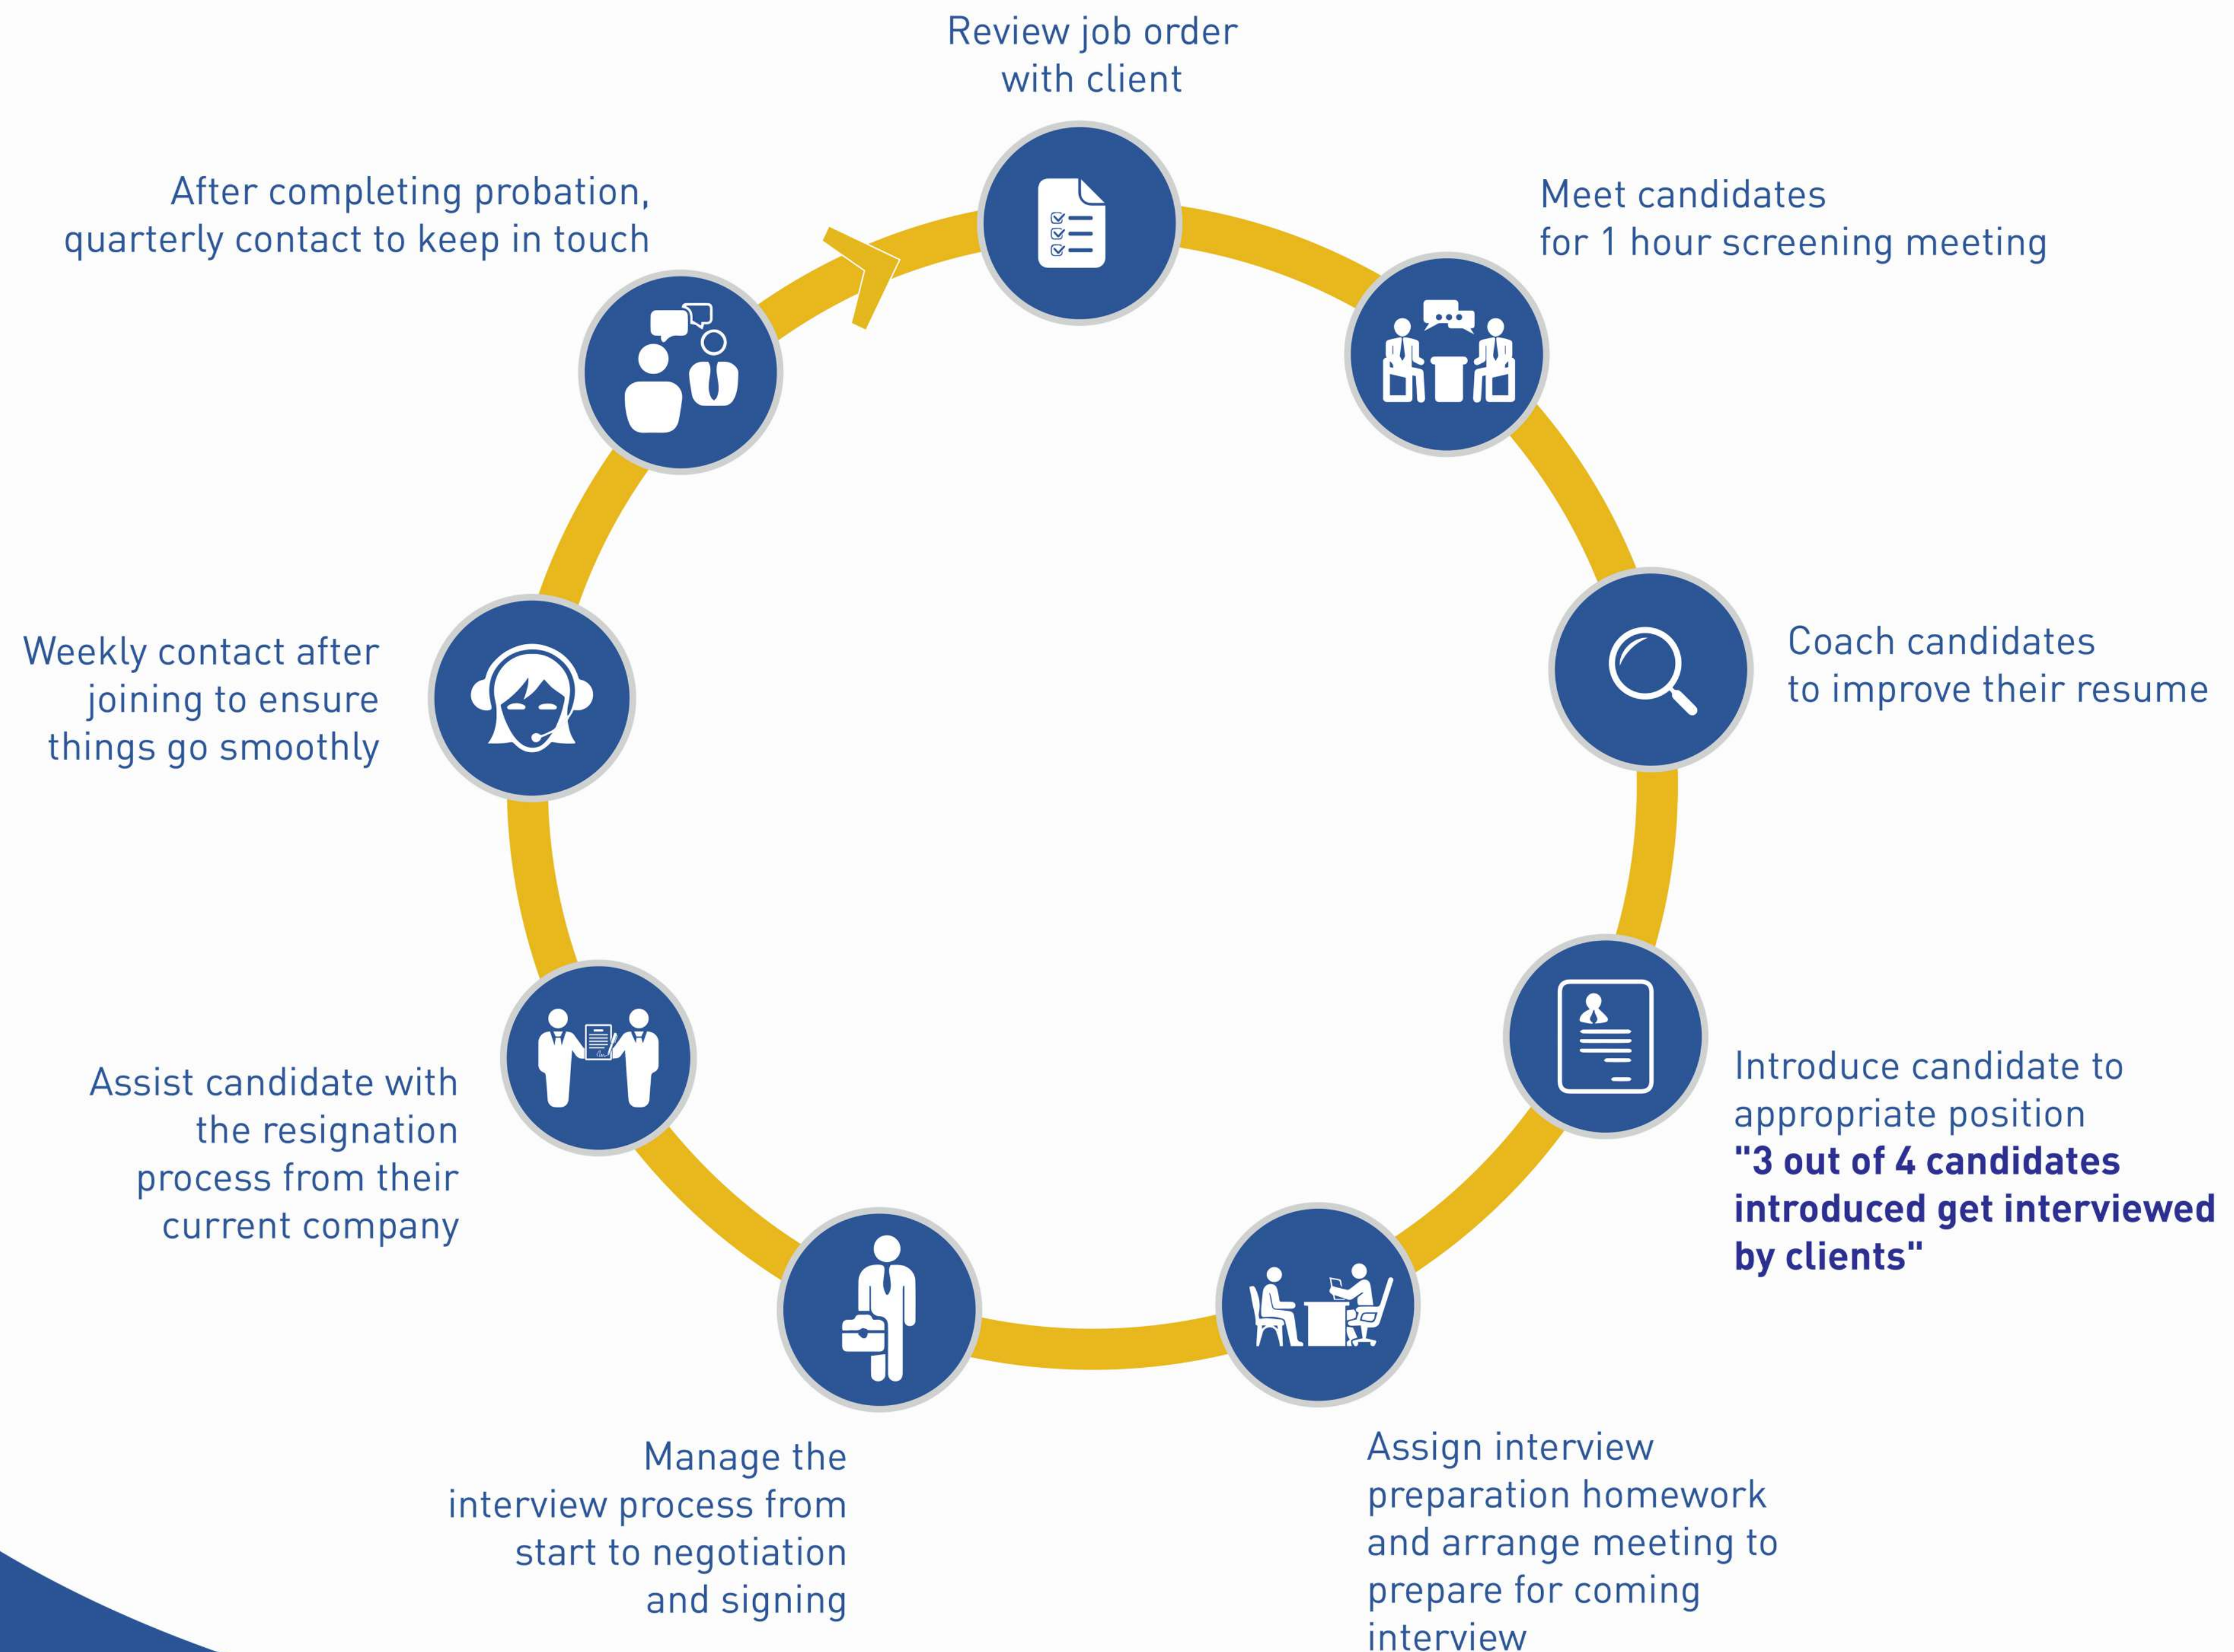 Review job order
with client
Meet candidates
for 1 hour screening meeting
Coach candidates
to improve their resume
Introduce candidate to
appropriate position
"3 out of 4 candidates
introduced get interviewed
by clients"
Assign interview
preparation homework
and arrange meeting to
prepare for coming
interview
Manage the
interview process from
start to negotiation
and signing
Assist candidate with
the resignation
process from their
current company
Weekly contact after
joining to ensure
things go smoothly
After completing probation,
quarterly contact to keep in touch